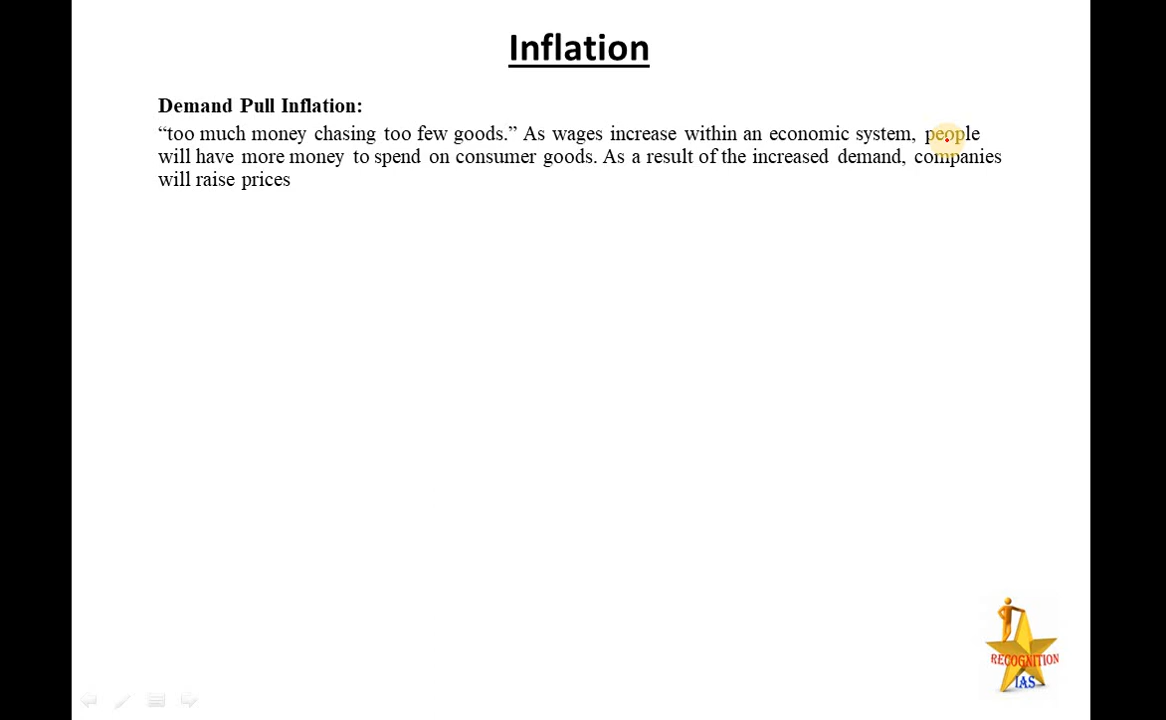 Inflation
Demand Pull Inflation:
“too much money chasing too few goods.” As wages increase within an economic system, people
will have more money to spend on consumer goods. As a result of the increased demand, companies
will raise prices
RECOGNITION
IAS